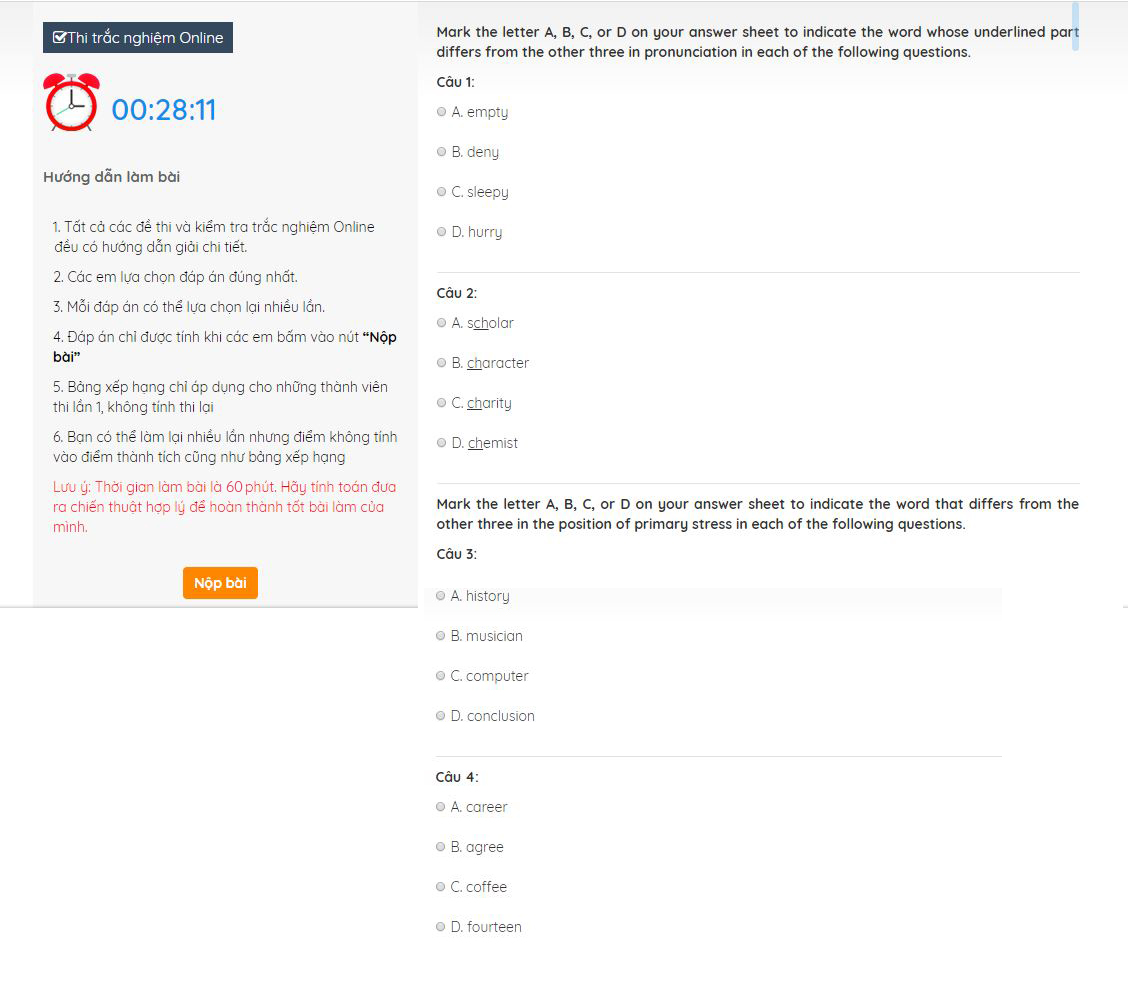 Thi trắc nghiệm Online
00:28:11
Hướng dẫn làm bài
1. Tất cả các đề thi và kiểm tra trắc nghiệm Online
đều có hướng dẫn giải chi tiết.
2. Các em lựa chọn đáp án đúng nhất.
3. Mỗi đáp án có thể lựa chọn lại nhiều lần.
4. Đáp án chỉ được tính khi các em bấm vào nút “Nộp
bài”
5. Bảng xếp hạng chỉ áp dụng cho những thành viên
thi lần 1, không tính thi lại
6. Bạn có thể làm lại nhiều lần nhưng điểm không tính
vào điểm thành tích cũng như bảng xếp hạng
Lưu ý: Thời gian làm bài là 60 phút. Hãy tính toán đưa
ra chiến thuật hợp lý để hoàn thành tốt bài làm của
mình.
Nộp bài
Mark the letter A, B, C, or D on your answer sheet to indicate the word whose underlined part
differs from the other three in pronunciation in each of the following questions.
Câu 1:
A. empty
B. deny
C. sleepy
D. hurry
Câu 2:
A. scholar
B. character
C. charity
D. chemist
Mark the letter A, B, C, or D on your answer sheet to indicate the word that differs from the
other three in the position of primary stress in each of the following questions.
Câu 3:
A. history
B. musician
C. computer
D. conclusion
Câu 4:
A. career
B. agree
C. coffee
D. fourteen